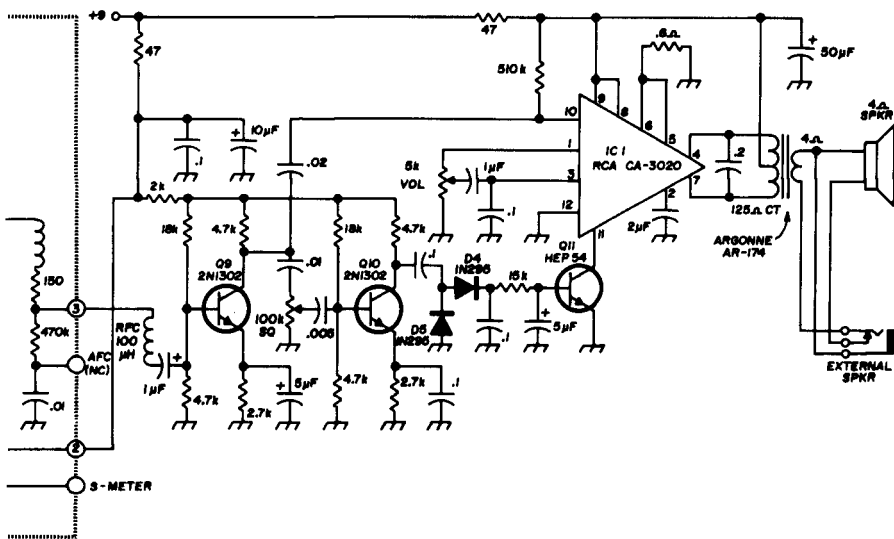 +9
47
47
510k
.6Ω
50μF
+
4Ω
SPKR
.1
+
10μF
.02
10
9
8
6
5
1
3
12
11
4
7
2
IC 1
RCA CA-3020
.2
4Ω
5k
VOL
1μF
.1
2μF
125Ω CT
ARGONNE
AR-174
2k
18k
4.7k
18k
4.7k
Q9
2N1302
.01
Q10
2N1302
.1
D4
1N295
15k
Q11
HEP 54
150
3
470k
RFC
100
μH
AFC
(NC)
1μF
+
100k
SQ
.005
D5
1N295
.1
+
5μF
.01
4.7k
2.7k
+
5μF
4.7k
2.7k
.1
EXTERNAL
SPKR
2
S-METER